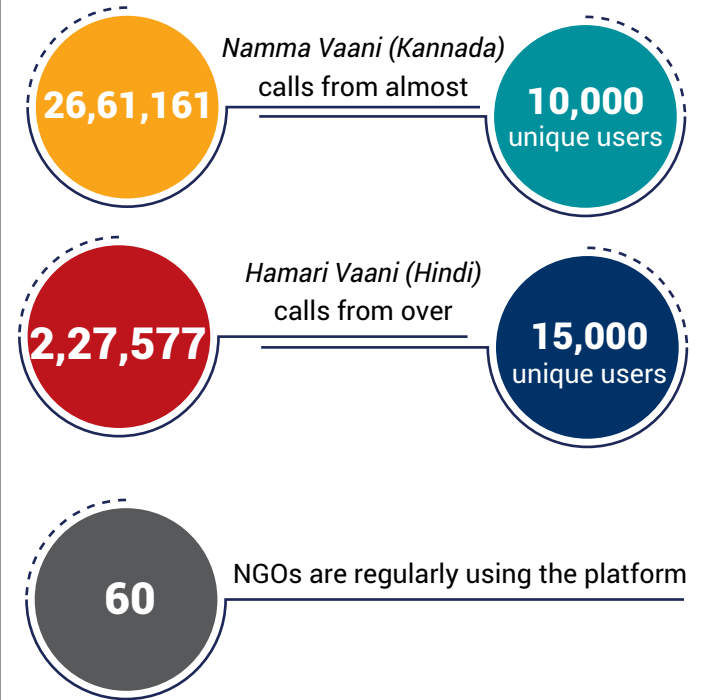 26,61,161
Namma Vaani (Kannada)
calls from almost
10,000
unique users
2,27,577
Hamari Vaani (Hindi)
calls from over
15,000
unique users
60
NGOs are regularly using the platform